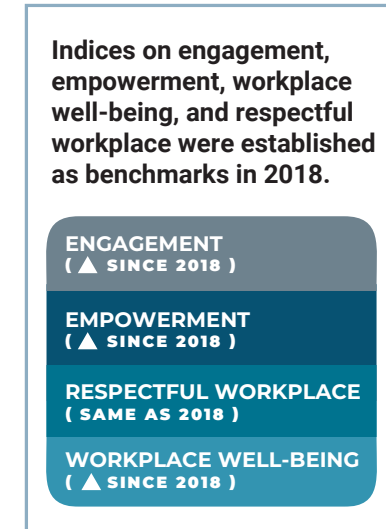 Indices on engagement,
empowerment, workplace
well-being, and respectful
workplace were established
as benchmarks in 2018.
ENGAGEMENT
( ▲ SINCE 2018 )
EMPOWERMENT
( ▲ SINCE 2018 )
RESPECTFUL WORKPLACE
( SAME AS 2018 )
WORKPLACE WELL-BEING
( ▲ SINCE 2018 )